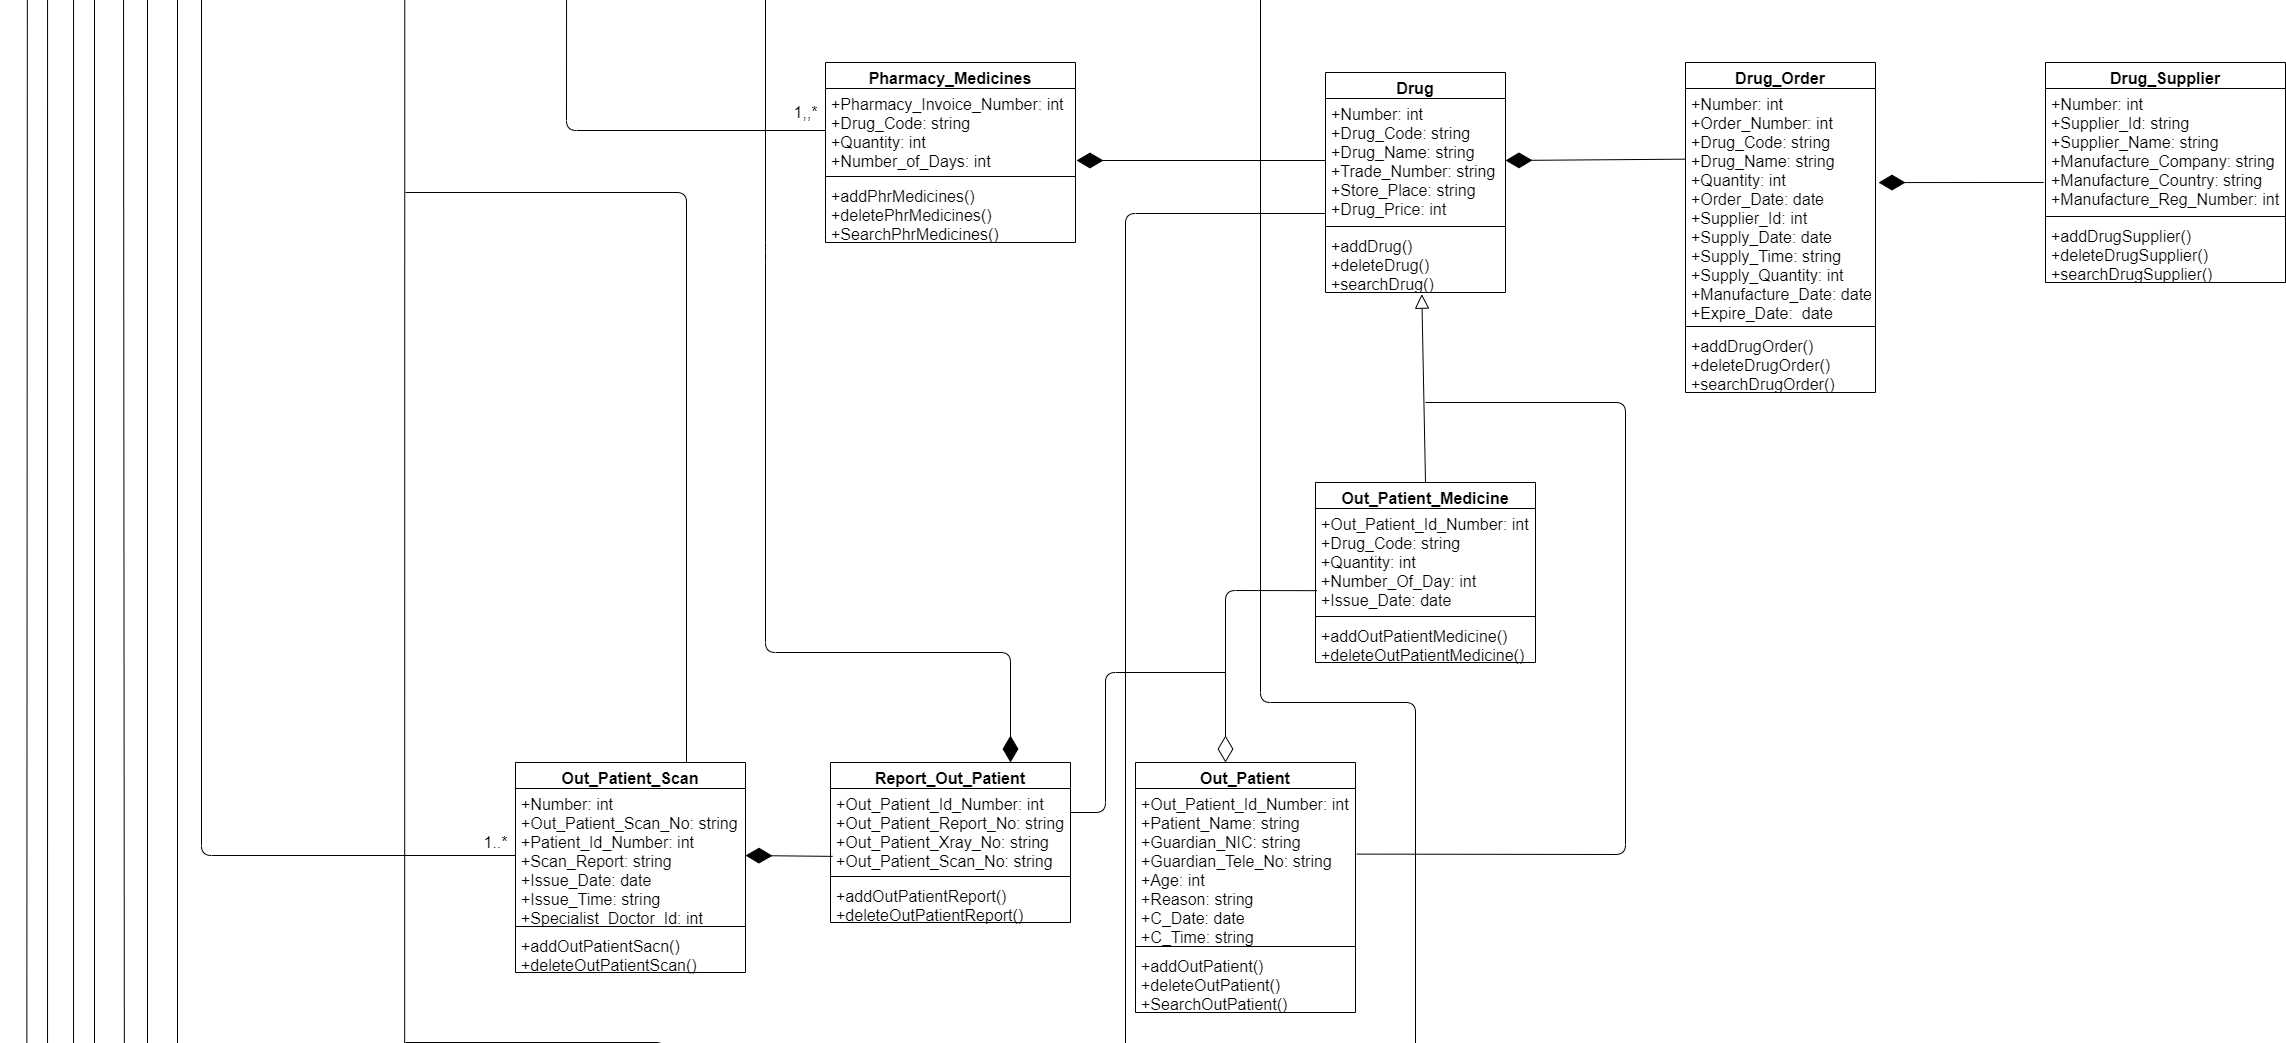 Pharmacy_Medicines
+Pharmacy_Invoice_Number: int
+Drug_Code: string
+Quantity: int
+Number_of_Days: int
+addPhrMedicines()
+deletePhrMedicines()
+SearchPhrMedicines()
1,,*
Drug
+Number: int
+Drug_Code: string
+Drug_Name: string
+Trade_Number: string
+Store_Place: string
+Drug_Price: int
+addDrug()
+deleteDrug()
+searchDrug()
Drug_Order
+Number: int
+Order_Number: int
+Drug_Code: string
+Drug_Name: string
+Quantity: int
+Order_Date: date
+Supplier_Id: int
+Supply_Date: date
+Supply_Time: string
+Supply_Quantity: int
+Manufacture_Date: date
+Expire_Date:  date
+addDrugOrder()
+deleteDrugOrder()
+searchDrugOrder()
Drug_Supplier
+Number: int
+Supplier_Id: string
+Supplier_Name: string
+Manufacture_Company: string
+Manufacture_Country: string
+Manufacture_Reg_Number: int
+addDrugSupplier()
+deleteDrugSupplier()
+searchDrugSupplier()
Out_Patient_Medicine
+Out_Patient_Id_Number: int
+Drug_Code: string
+Quantity: int
+Number_Of_Day: int
+Issue_Date: date
+addOutPatientMedicine()
+deleteOutPatientMedicine()
1..*
Out_Patient_Scan
+Number: int
+Out_Patient_Scan_No: string
+Patient_Id_Number: int
+Scan_Report: string
+Issue_Date: date
+Issue_Time: string
+Specialist_Doctor_Id: int
+addOutPatientSacn()
+deleteOutPatientScan()
Report_Out_Patient
+Out_Patient_Id_Number: int
+Out_Patient_Report_No: string
+Out_Patient_Xray_No: string
+Out_Patient_Scan_No: string
+addOutPatientReport()
+deleteOutPatientReport()
Out_Patient
+Out_Patient_Id_Number: int
+Patient_Name: string
+Guardian_NIC: string
+Guardian_Tele_No: string
+Age: int
+Reason: string
+C_Date: date
+C_Time: string
+addOutPatient()
+deleteOutPatient()
+SearchOutPatient()